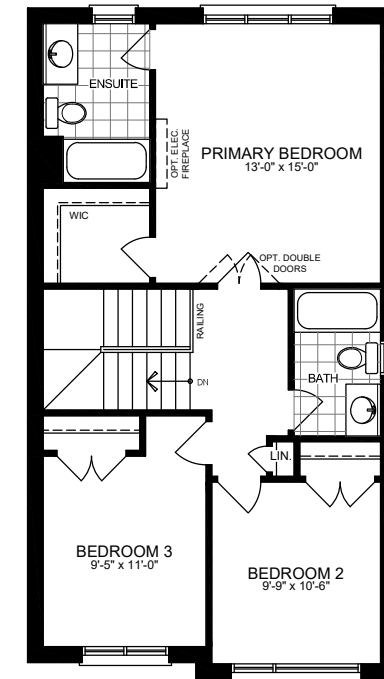 ENSUITE
OPT. ELEC.
FIREPLACE
PRIMARY BEDROOM
13'-0" x 15'-0"
WIC
OPT. DOUBLE
DOORS
RAILING
DN
BATH
LIN.
BEDROOM 3
9'-5" x 11'-0"
BEDROOM 2
9'-9" x 10'-6"